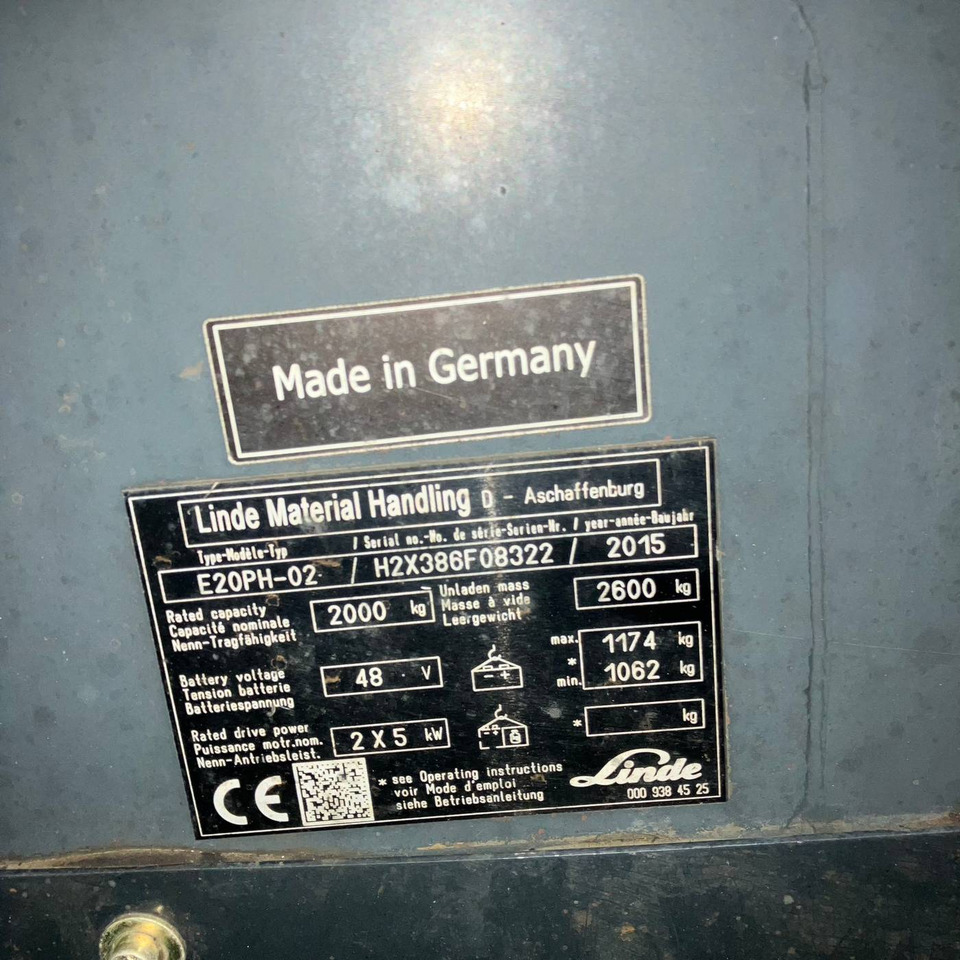 Made in Germany
Linde Material Handling D - Aschaffenburg
Type-Modèle-Typ / Serial no.-No. de série-Serien-Nr. / year-année-Baujahr
E20PH-02 / H2X386F08322 / 2015
Rated capacity
Capacité nominale
Nenn-Tragfähigkeit
2000 kg
Unladen mass
Masse à vide
Leergewicht
2600 kg
Battery voltage
Tension batterie
Batteriespannung
48 V
- +
max. 1174 kg
*
min. 1062 kg
Rated drive power
Puissance motr.nom.
Nenn-Antriebsleist.
2 X 5 kW
- +
* kg
CE
* see Operating instructions
voir Mode d'emploi
siehe Betriebsanleitung
Linde
000 938 45 25